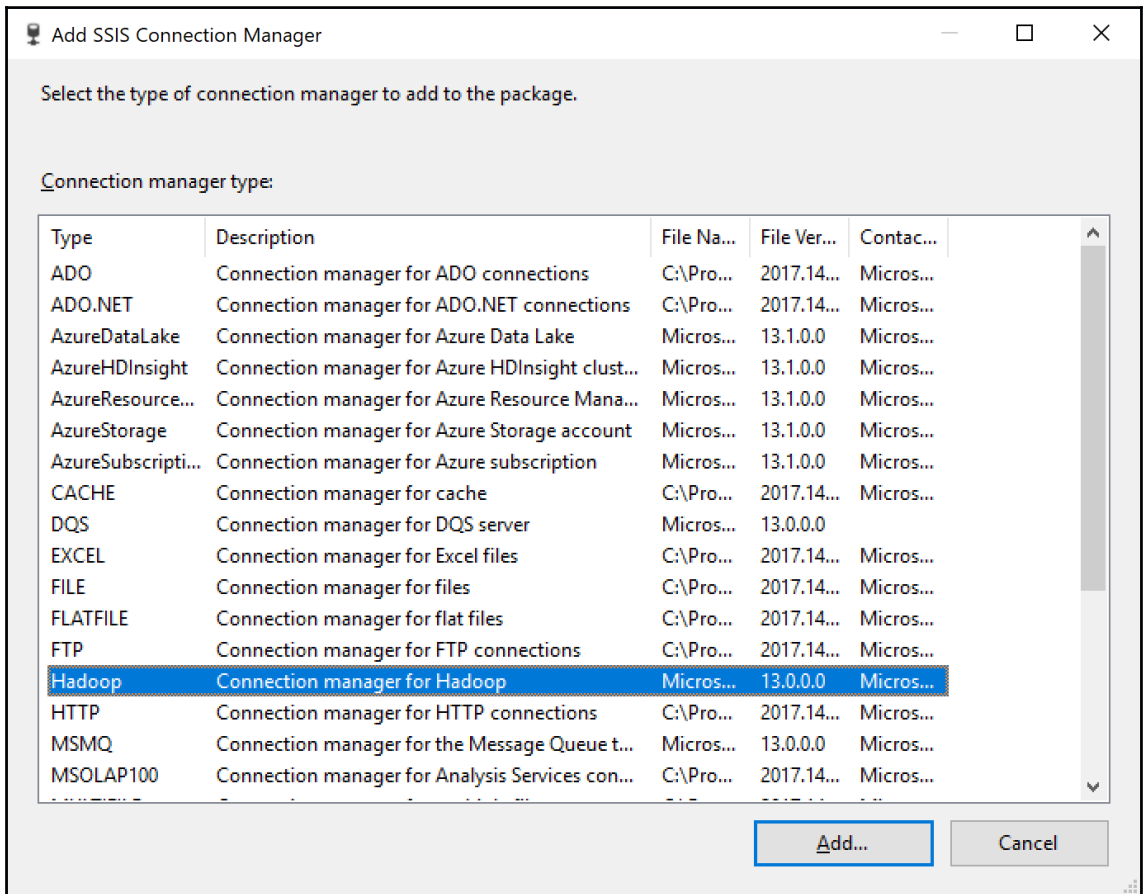 Add SSIS Connection Manager
Select the type of connection manager to add to the package.
Connection manager type:
Type Description File Na... File Ver... Contac...
ADO Connection manager for ADO connections C:\Pro... 2017.14... Micros...
ADO.NET Connection manager for ADO.NET connections C:\Pro... 2017.14... Micros...
AzureDataLake Connection manager for Azure Data Lake Micros... 13.1.0.0 Micros...
AzureHDInsight Connection manager for Azure HDInsight clust... Micros... 13.1.0.0 Micros...
AzureResource... Connection manager for Azure Resource Mana... Micros... 13.1.0.0 Micros...
AzureStorage Connection manager for Azure Storage account Micros... 13.1.0.0 Micros...
AzureSubscripti... Connection manager for Azure subscription Micros... 13.1.0.0 Micros...
CACHE Connection manager for cache C:\Pro... 2017.14... Micros...
DQS Connection manager for DQS server Micros... 13.0.0.0
EXCEL Connection manager for Excel files C:\Pro... 2017.14... Micros...
FILE Connection manager for files C:\Pro... 2017.14... Micros...
FLATFILE Connection manager for flat files C:\Pro... 2017.14... Micros...
FTP Connection manager for FTP connections C:\Pro... 2017.14... Micros...
Hadoop Connection manager for Hadoop Micros... 13.0.0.0 Micros...
HTTP Connection manager for HTTP connections C:\Pro... 2017.14... Micros...
MSMQ Connection manager for the Message Queue t... Micros... 13.0.0.0 Micros...
MSOLAP100 Connection manager for Analysis Services con... C:\Pro... 2017.14... Micros...
Add... Cancel